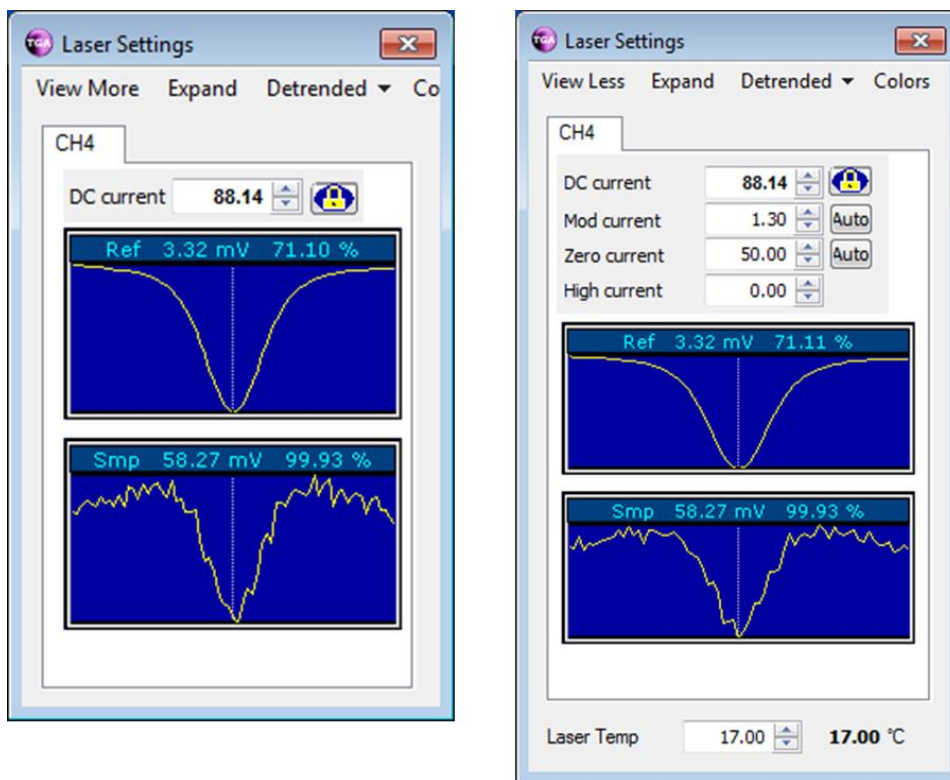 TGA Laser Settings
View More Expand Detrended Co
CH4
DC current 88.14
Ref 3.32 mV 71.10 %
Smp 58.27 mV 99.93 %
TGA Laser Settings
View Less Expand Detrended Colors
CH4
DC current 88.14
Mod current 1.30 Auto
Zero current 50.00 Auto
High current 0.00
Ref 3.32 mV 71.11 %
Smp 58.27 mV 99.93 %
Laser Temp 17.00 17.00 °C